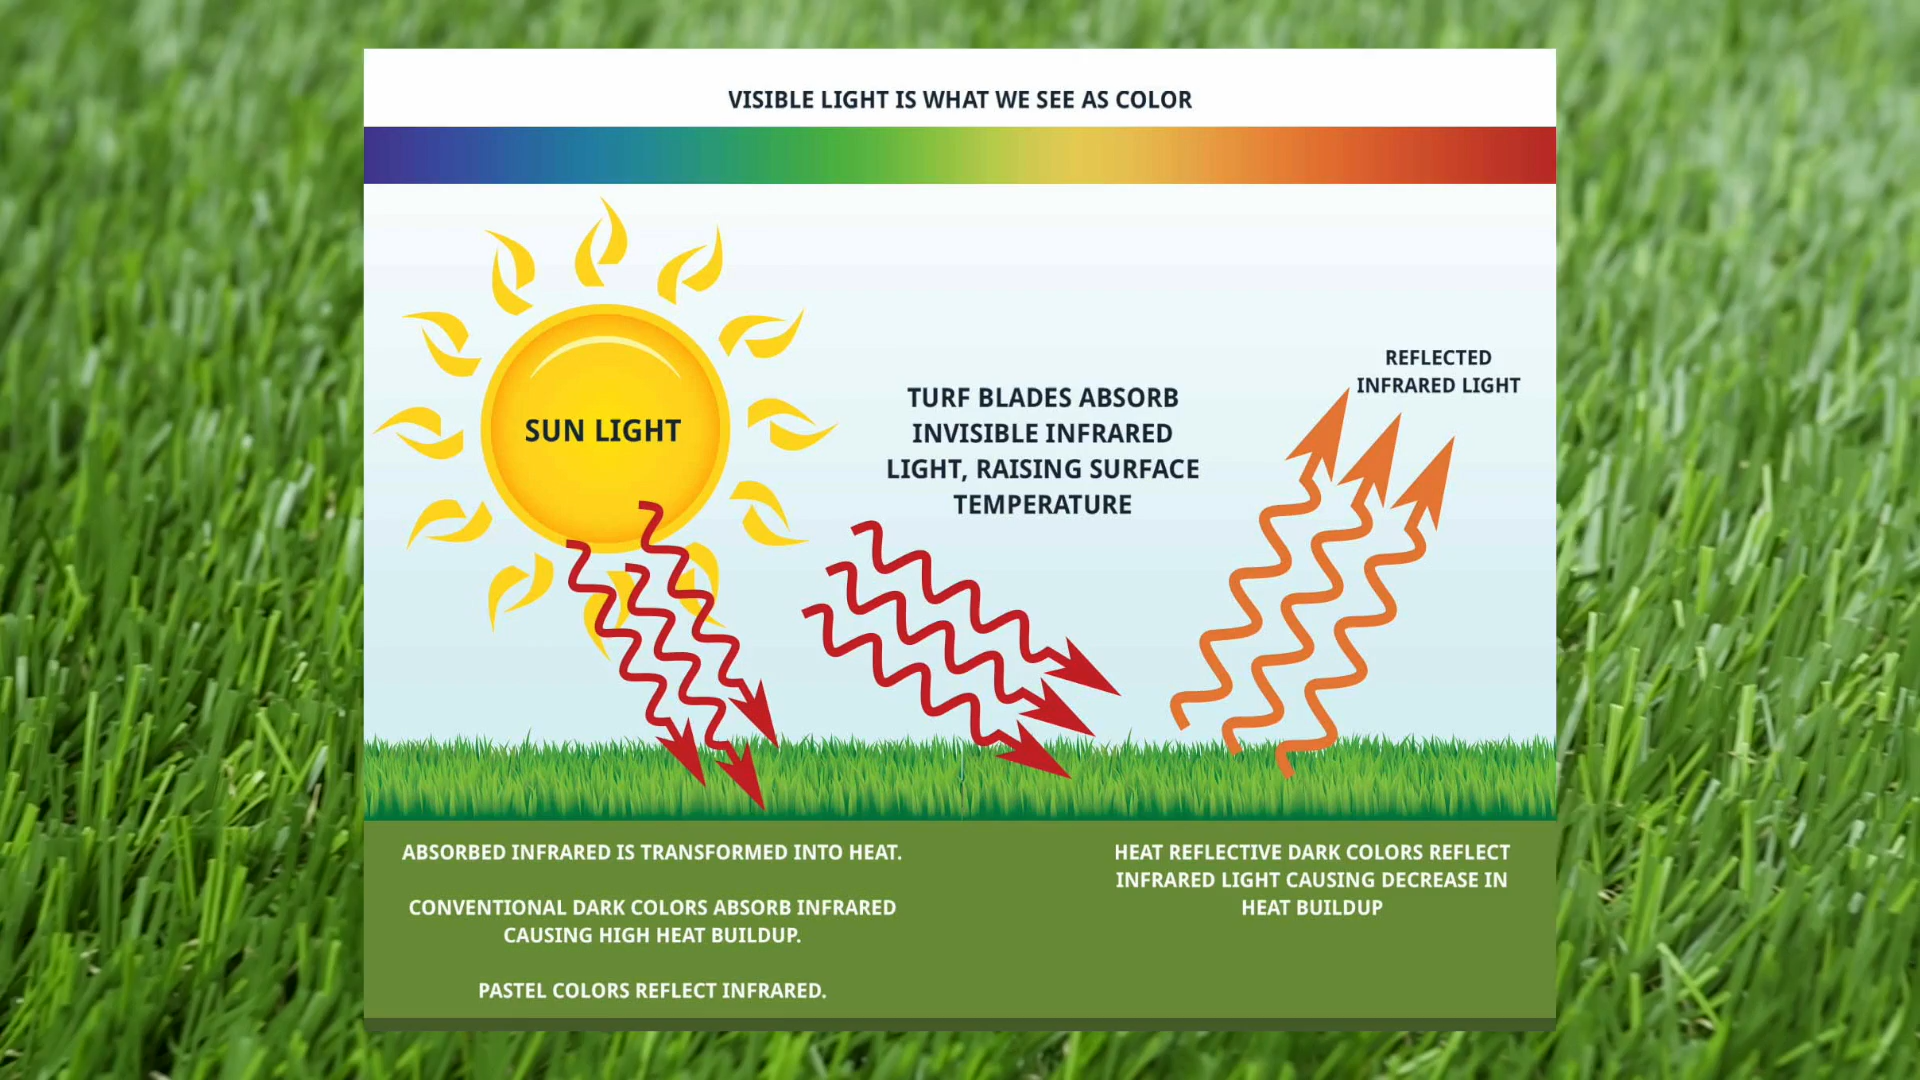 VISIBLE LIGHT IS WHAT WE SEE AS COLOR
SUN LIGHT
TURF BLADES ABSORB
INVISIBLE INFRARED
LIGHT, RAISING SURFACE
TEMPERATURE
REFLECTED
INFRARED LIGHT
ABSORBED INFRARED IS TRANSFORMED INTO HEAT.
CONVENTIONAL DARK COLORS ABSORB INFRARED
CAUSING HIGH HEAT BUILDUP.
PASTEL COLORS REFLECT INFRARED.
HEAT REFLECTIVE DARK COLORS REFLECT
INFRARED LIGHT CAUSING DECREASE IN
HEAT BUILDUP